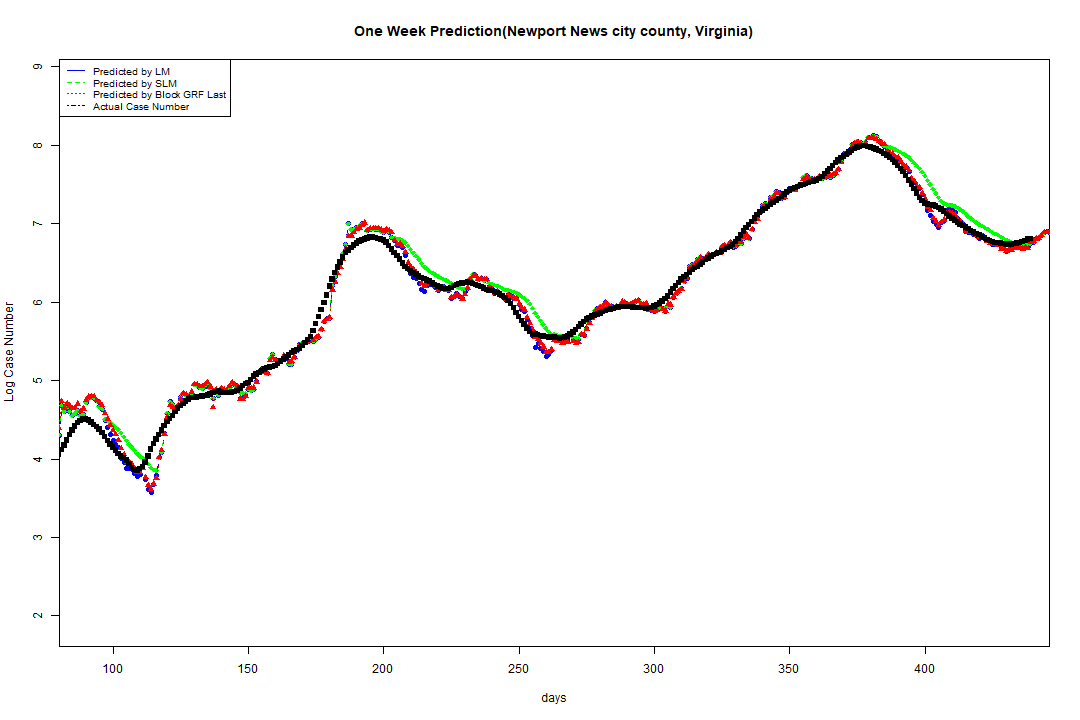 One Week Prediction(Newport News city county, Virginia)
Predicted by LM
Predicted by SLM
Predicted by Block GRF Last
Actual Case Number
Log Case Number
9
8
7
6
5
4
3
2
100 150 200 250 300 350 400
days